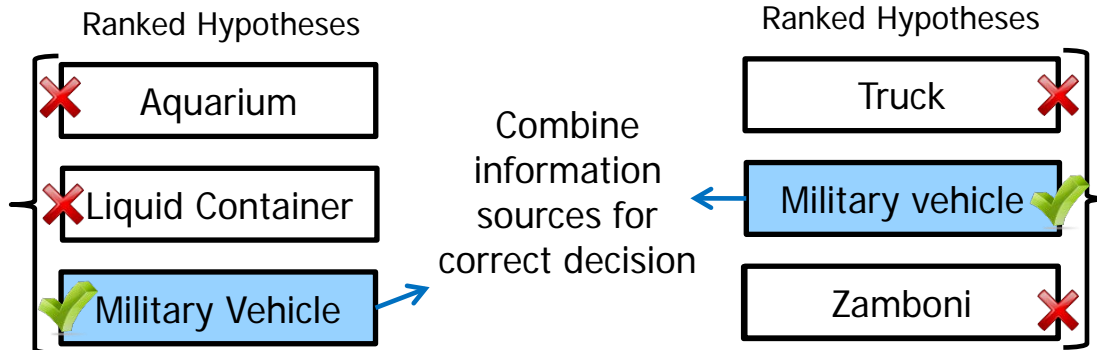 Ranked Hypotheses
Aquarium
Liquid Container
Military Vehicle
Combine
information
sources for
correct decision
Ranked Hypotheses
Truck
Military vehicle
Zamboni